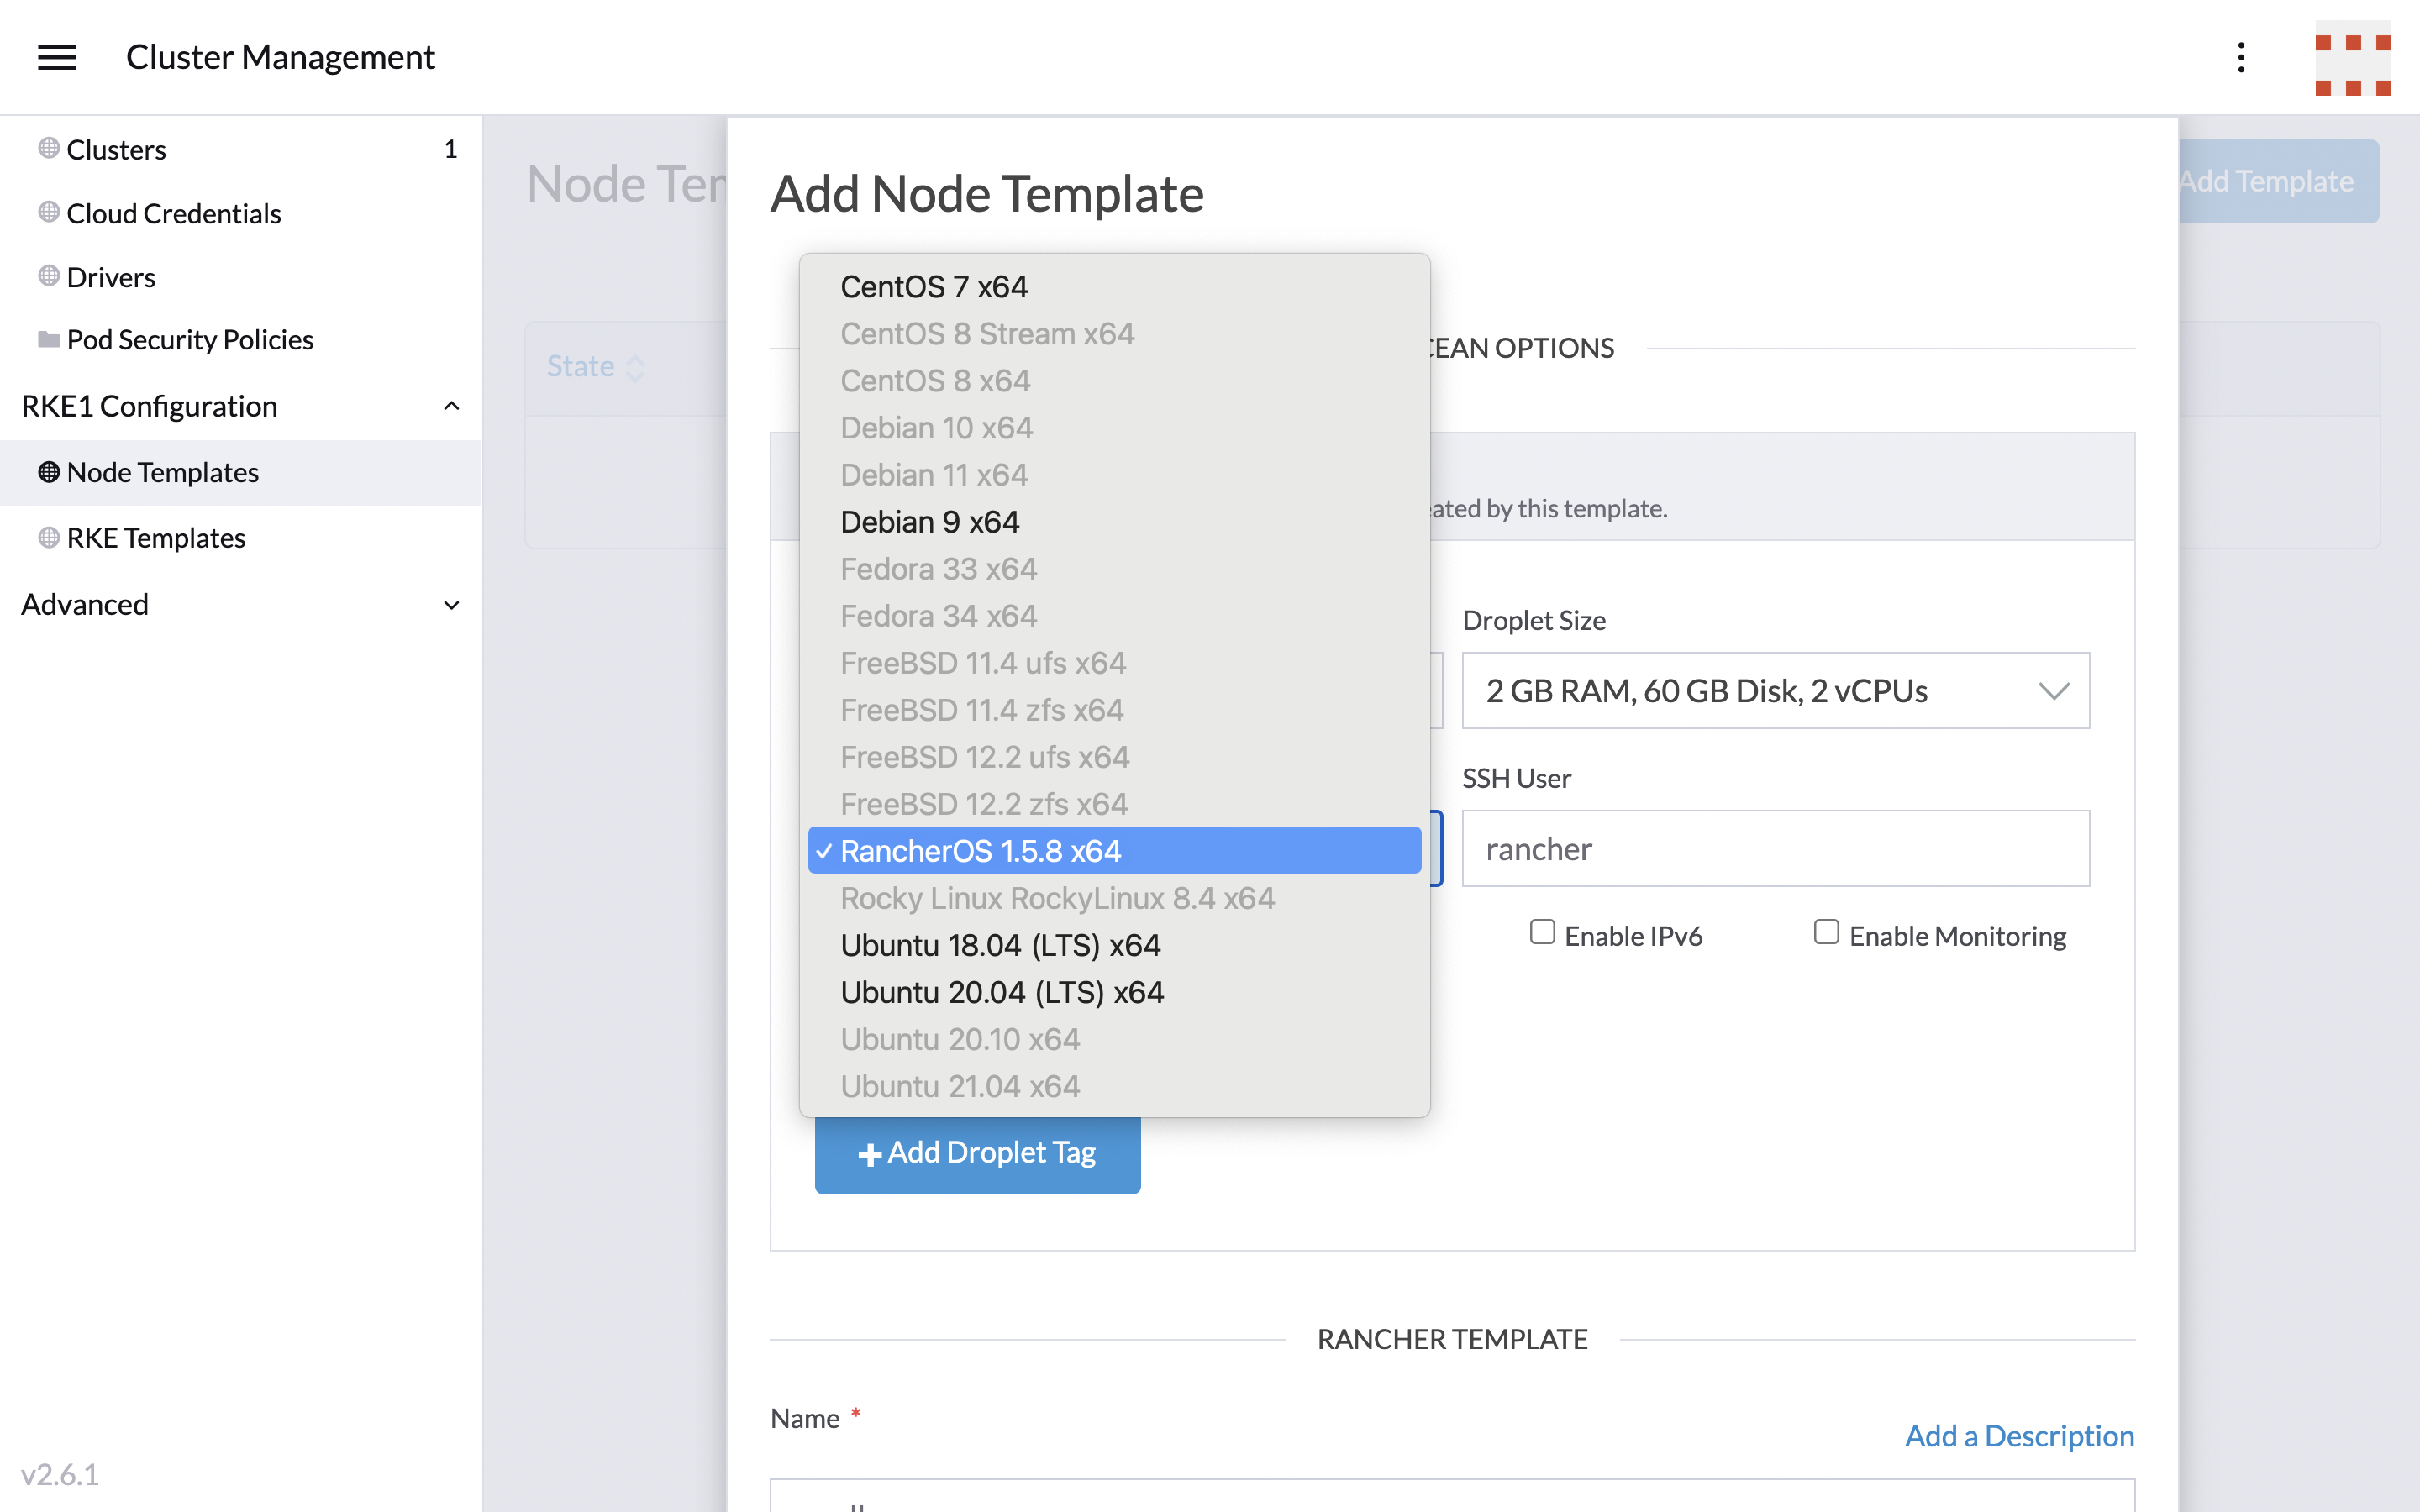 Cluster Management
Clusters 1
Cloud Credentials
Drivers
Pod Security Policies
RKE1 Configuration
Node Templates
RKE Templates
Advanced
v2.6.1
Node
Add Template
State
Add Node Template
OPTIONS
by this template.
CentOS 7 x64
CentOS 8 Stream x64
CentOS 8 x64
Debian 10 x64
Debian 11 x64
Debian 9 x64
Fedora 33 x64
Fedora 34 x64
FreeBSD 11.4 ufs x64
FreeBSD 11.4 zfs x64
FreeBSD 12.2 ufs x64
FreeBSD 12.2 zfs x64
✓ RancherOS 1.5.8 x64
Rocky Linux RockyLinux 8.4 x64
Ubuntu 18.04 (LTS) x64
Ubuntu 20.04 (LTS) x64
Ubuntu 20.10 x64
Ubuntu 21.04 x64
Droplet Size
2 GB RAM, 60 GB Disk, 2 vCPUs
SSH User
rancher
Enable IPv6 Enable Monitoring
+ Add Droplet Tag
RANCHER TEMPLATE
Name *
Add a Description